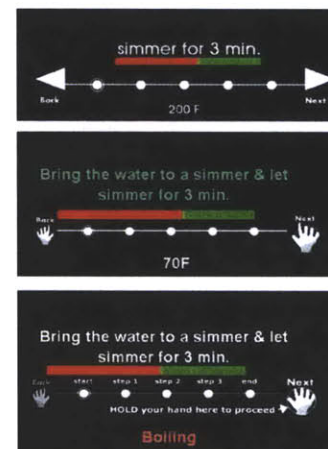 simmer for 3 min.
Back
Next
200 F
Bring the water to a simmer & let
simmer for 3 min.
Back
Next
70F
Bring the water to a simmer & let
simmer for 3 min.
Back start step 1 step 2 step 3 end Next
HOLD your hand here to proceed
Boiling